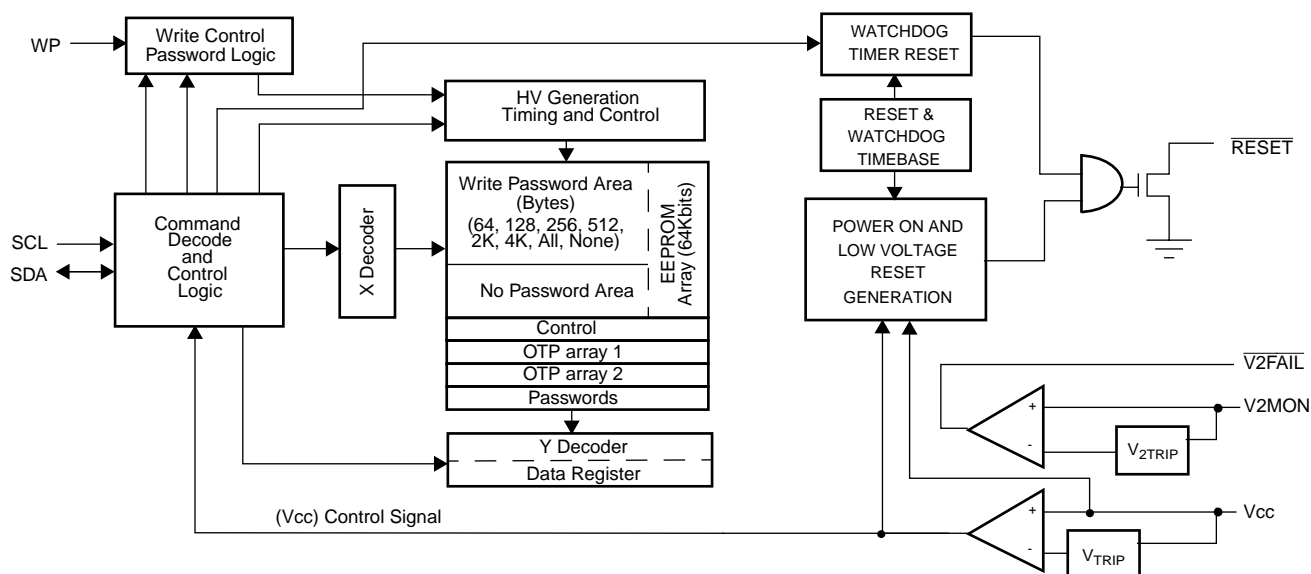 WP
Write Control
Password Logic
HV Generation
Timing and Control
WATCHDOG
TIMER RESET
RESET &
WATCHDOG
TIMEBASE
RESET
SCL
SDA
Command
Decode
and
Control
Logic
X Decoder
Write Password Area
(Bytes)
(64, 128, 256, 512,
2K, 4K, All, None)
No Password Area
EEPROM
Array (64Kbits)
Control
OTP array 1
OTP array 2
Passwords
Y Decoder
Data Register
POWER ON AND
LOW VOLTAGE
RESET
GENERATION
V2FAIL
+
V2MON
-
V2TRIP
(Vcc) Control Signal
+
Vcc
-
VTRIP